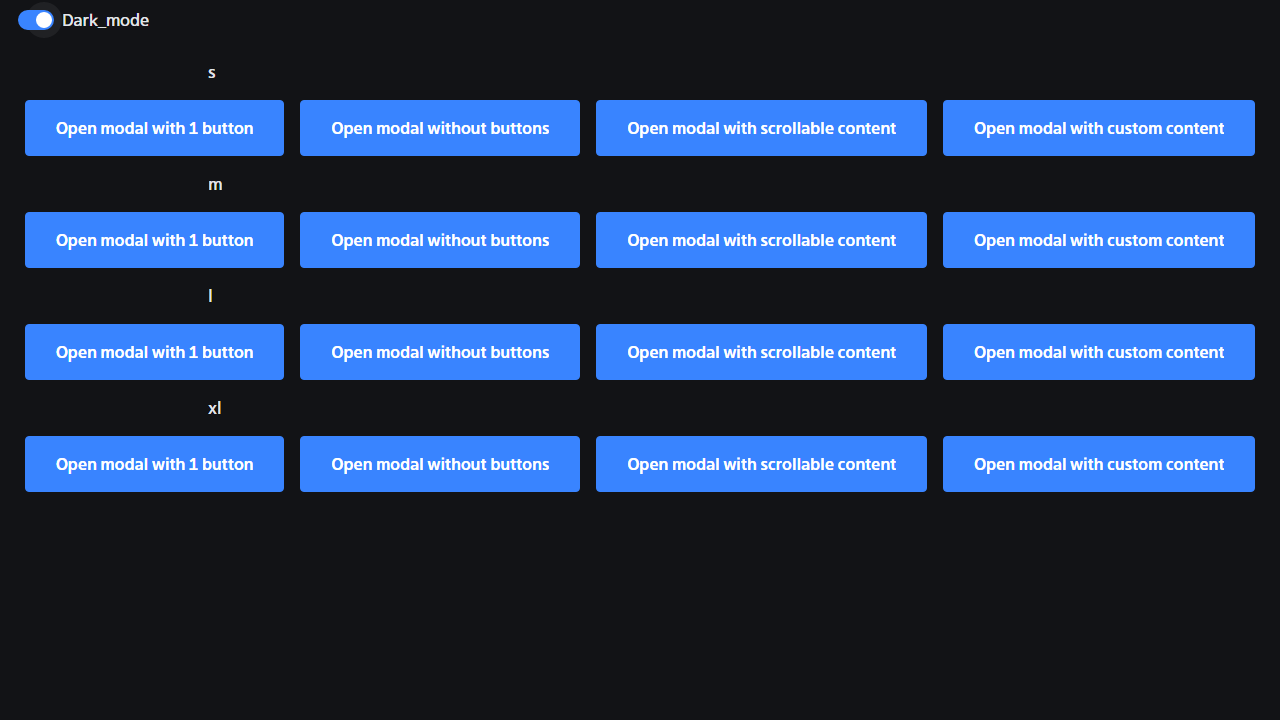 Dark_mode
s
Open modal with 1 button Open modal without buttons Open modal with scrollable content Open modal with custom content
m
Open modal with 1 button Open modal without buttons Open modal with scrollable content Open modal with custom content
l
Open modal with 1 button Open modal without buttons Open modal with scrollable content Open modal with custom content
xl
Open modal with 1 button Open modal without buttons Open modal with scrollable content Open modal with custom content